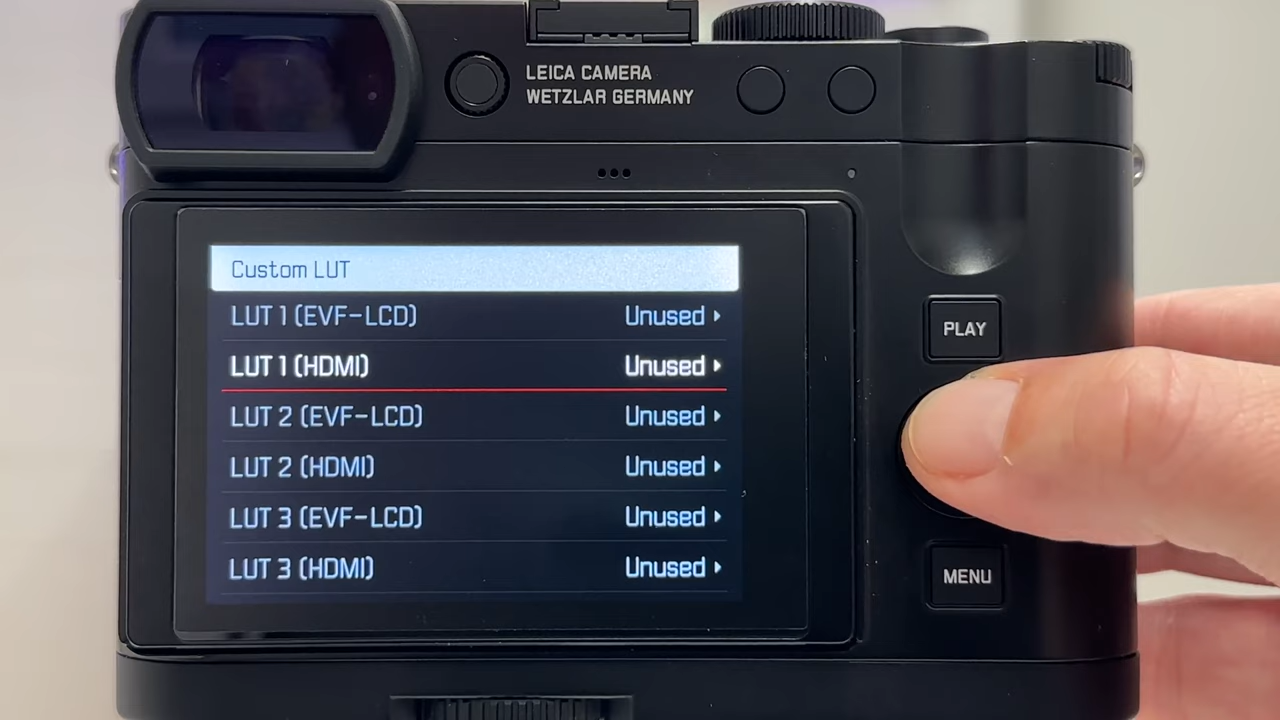 LEICA CAMERA
WETZLAR GERMANY
Custom LUT
LUT 1 (EVF-LCD) Unused
LUT 1 (HDMI) Unused
LUT 2 (EVF-LCD) Unused
LUT 2 (HDMI) Unused
LUT 3 (EVF-LCD) Unused
LUT 3 (HDMI) Unused
PLAY
MENU